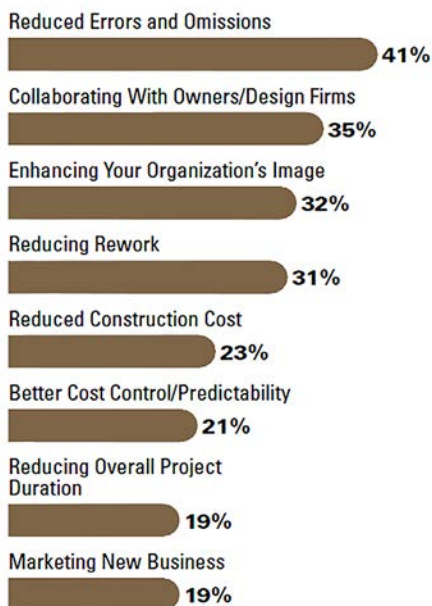 Reduced Errors and Omissions
41%
Collaborating With Owners/Design Firms
35%
Enhancing Your Organization's Image
32%
Reducing Rework
31%
Reduced Construction Cost
23%
Better Cost Control/Predictability
21%
Reducing Overall Project
Duration
19%
Marketing New Business
19%